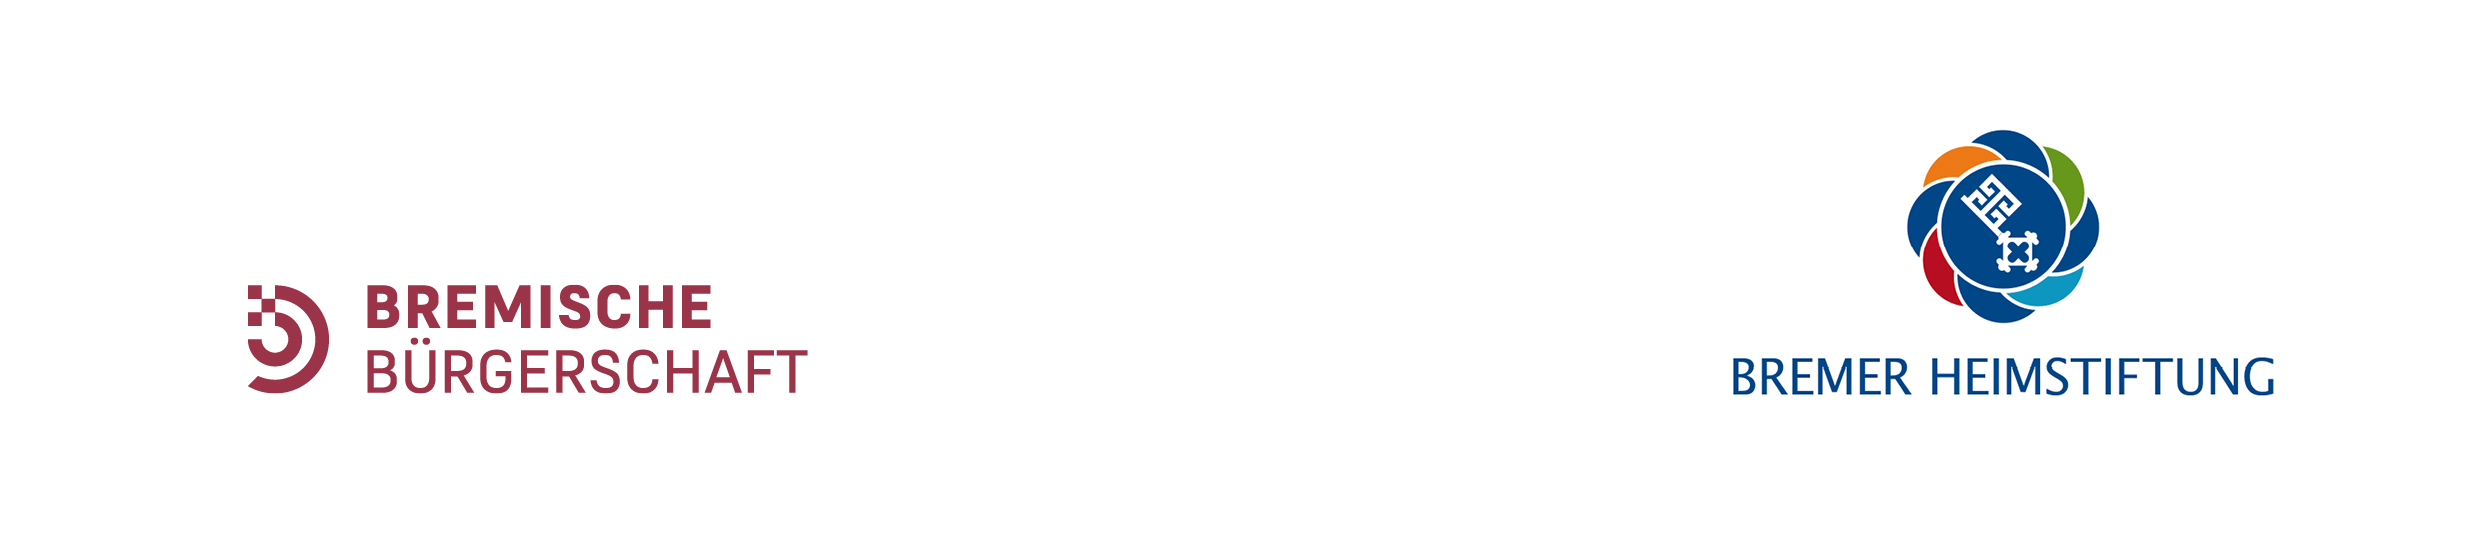 BREMISCHE
BÜRGERSCHAFT
BREMER HEIMSTIFTUNG